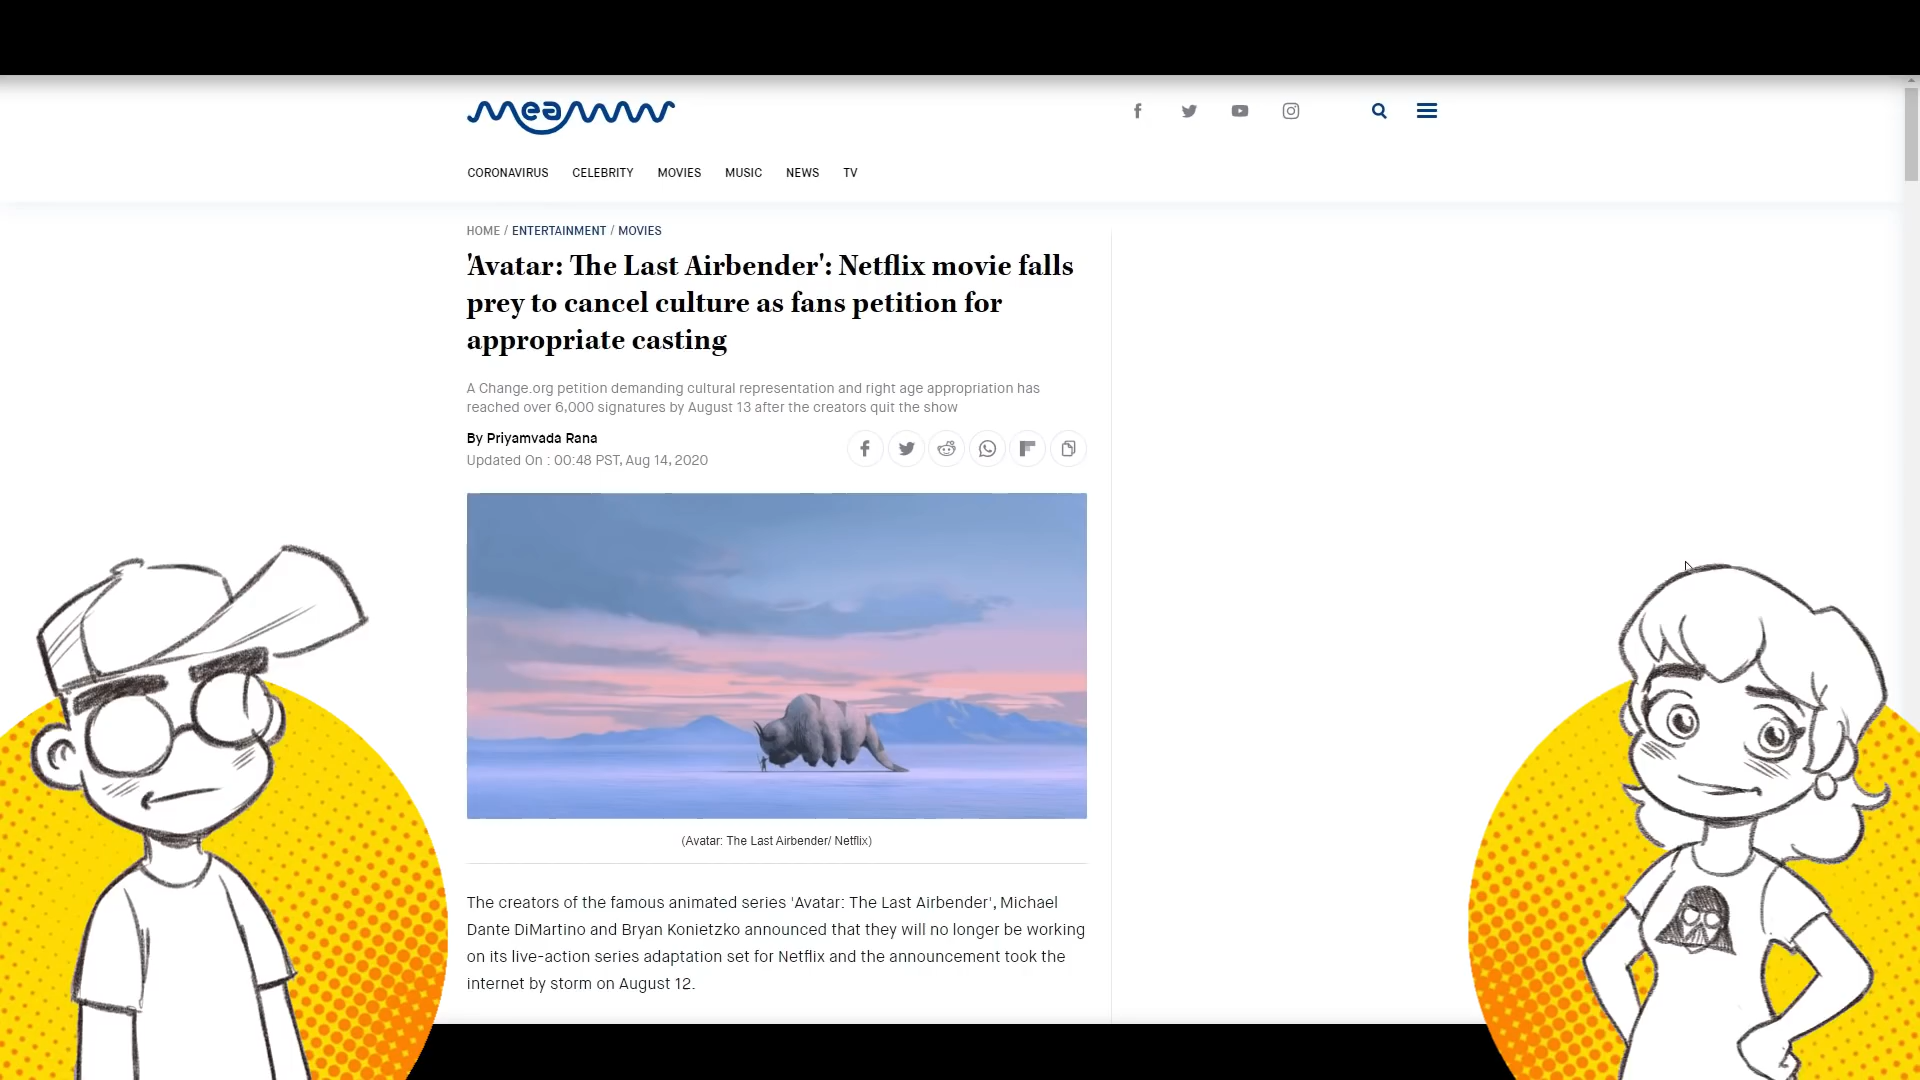 meaww
CORONAVIRUS CELEBRITY MOVIES MUSIC NEWS TV
HOME / ENTERTAINMENT / MOVIES
'Avatar: The Last Airbender': Netflix movie falls
prey to cancel culture as fans petition for
appropriate casting
A Change.org petition demanding cultural representation and right age appropriation has
reached over 6,000 signatures by August 13 after the creators quit the show
By Priyamvada Rana
Updated On : 00:48 PST, Aug 14, 2020
(Avatar: The Last Airbender/ Netflix)
The creators of the famous animated series 'Avatar: The Last Airbender', Michael
Dante DiMartino and Bryan Konietzko announced that they will no longer be working
on its live-action series adaptation set for Netflix and the announcement took the
internet by storm on August 12.